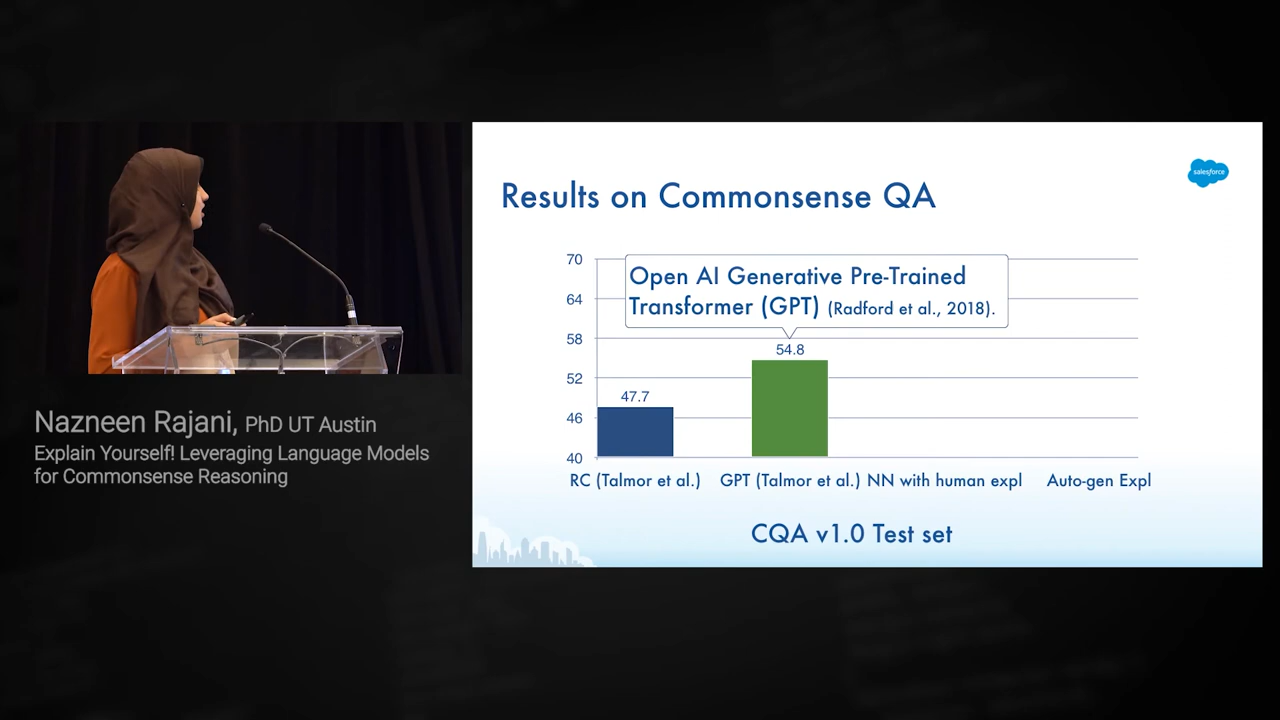 salesforce
Results on Commonsense QA
70
64
58
52
46
40
Open AI Generative Pre-Trained
Transformer (GPT) (Radford et al., 2018).
47.7
54.8
RC (Talmor et al.) GPT (Talmor et al.) NN with human expl Auto-gen Expl
CQA v1.0 Test set
Nazneen Rajani, PhD UT Austin
Explain Yourself! Leveraging Language Models
for Commonsense Reasoning